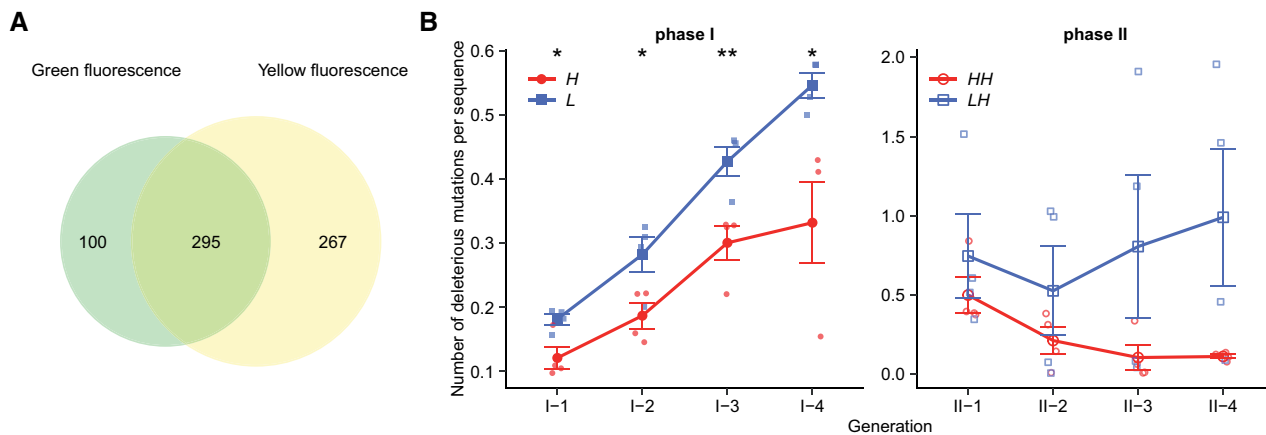 A
Green fluorescence
Yellow fluorescence
100
295
267
B
Number of deleterious mutations per sequence
phase I
0.6
0.5
0.4
0.3
0.2
0.1
* * ** *
H
L
I−1 I−2 I−3 I−4
phase II
2.0
1.5
1.0
0.5
0.0
HH
LH
II−1 II−2 II−3 II−4
Generation